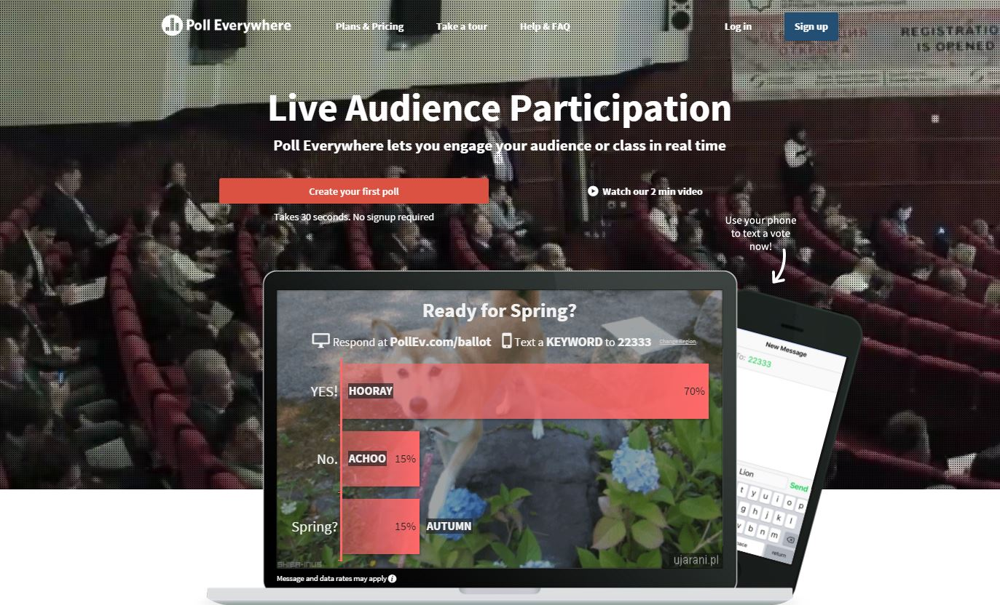 Poll Everywhere
Plans & Pricing
Take a tour
Help & FAQ
Log in
Sign up
ОТКРЫТА
REGISTRATIO
IS OPENED
Live Audience Participation
Poll Everywhere lets you engage your audience or class in real time
Create your first poll
Watch our 2 min video
Takes 30 seconds. No signup required
Use your phone
to text a vote
now!
Ready for Spring?
Respond at PollEv.com/ballot
Text a KEYWORD to 22333
Change Region
YES! HOORAY 70%
No. ACHOO 15%
Spring? 15% AUTUMN
SHIBA-INUS
ujarani.pl
Message and data rates may apply
New Message
To: 22333
Lion
Send
t y u i o p
g h j k l
v b n m
pace
return